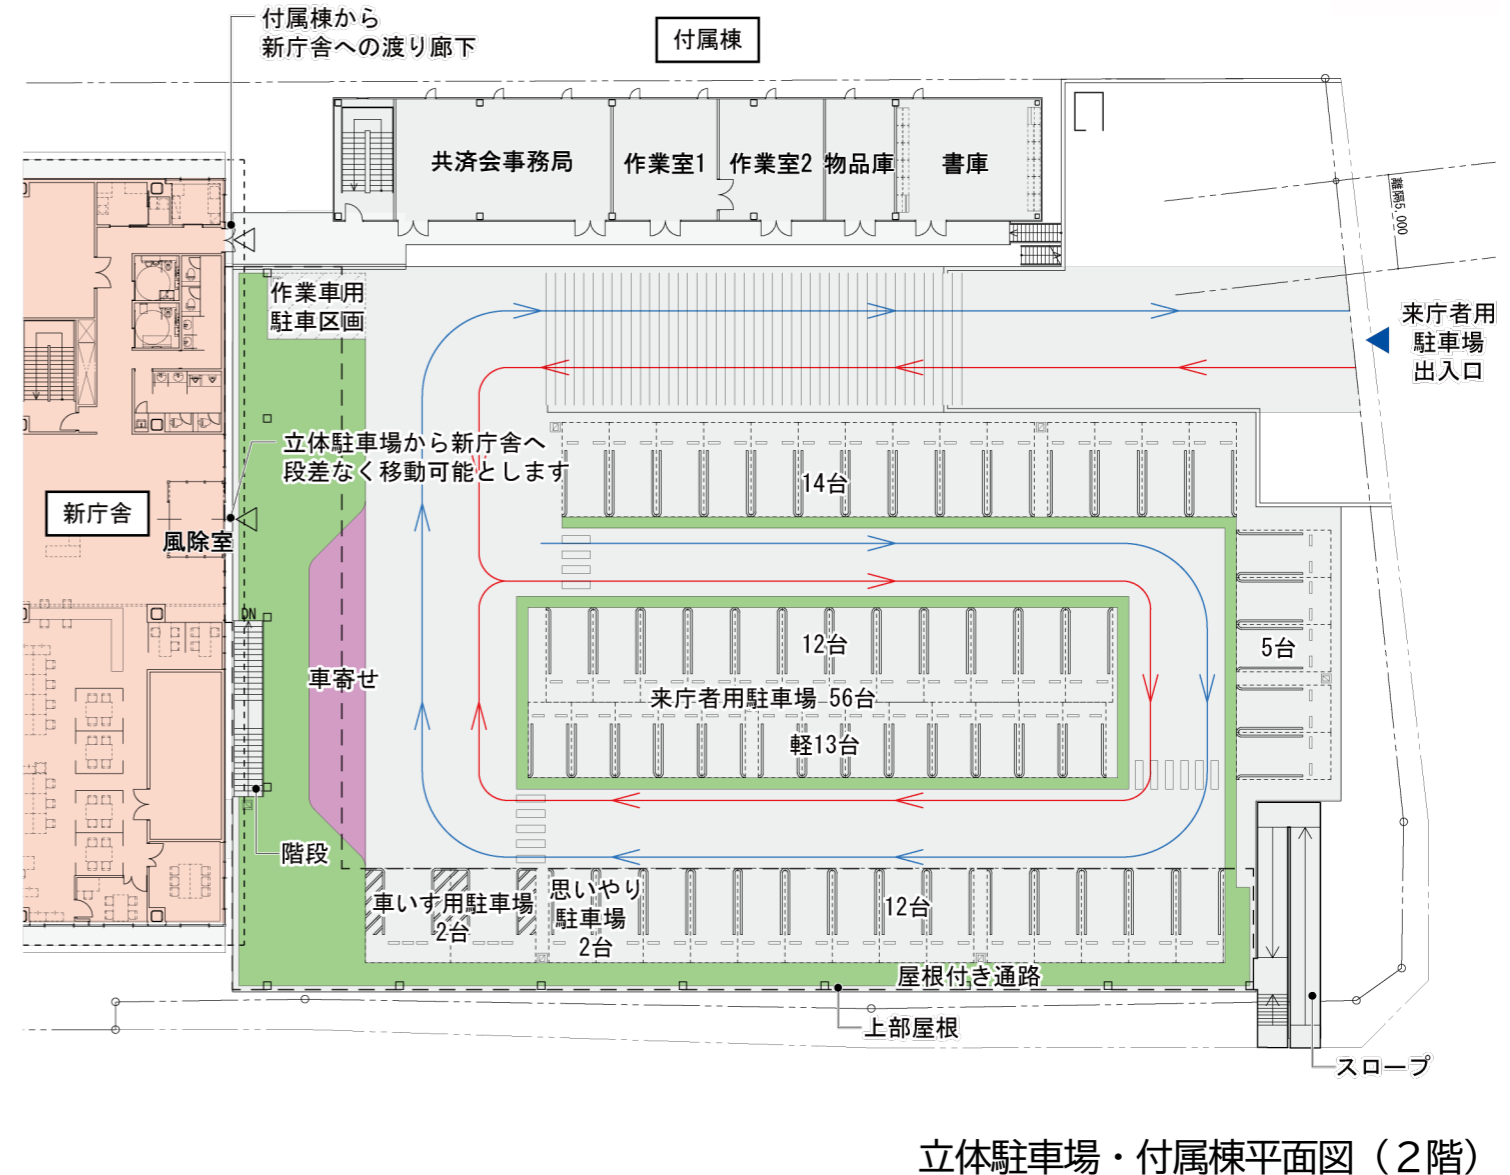 付属棟から
新庁舎への渡り廊下
付属棟
共済会事務局
作業室1
作業室2
物品庫
書庫
離隔5,000
作業車用
駐車区画
来庁者用
駐車場
出入口
立体駐車場から新庁舎へ
段差なく移動可能とします
14台
新庁舎
風除室
DN
12台
5台
車寄せ
来庁者用駐車場 56台
軽13台
階段
車いす用駐車場
2台
思いやり
駐車場
2台
12台
屋根付き通路
上部屋根
スロープ
立体駐車場・付属棟平面図（２階）